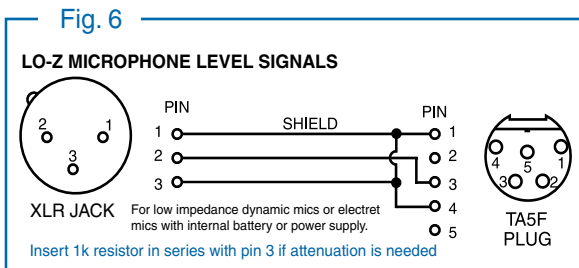 Fig. 6
LO-Z MICROPHONE LEVEL SIGNALS
PIN
PIN
1
SHIELD
1
2
2
3
3
4
5
2
1
3
4
5
1
3
2
XLR JACK
For low impedance dynamic mics or electret
mics with internal battery or power supply.
TA5F
PLUG
Insert 1k resistor in series with pin 3 if attenuation is needed